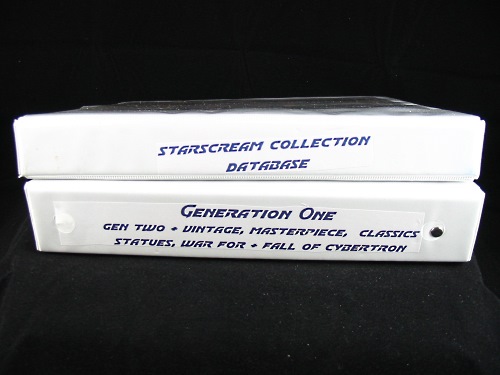 STARSCREAM COLLECTION
DATABASE
GENERATION ONE
GEN TWO + VINTAGE, MASTERPIECE, CLASSICS
STATUES, WAR FOR + FALL OF CYBERTRON